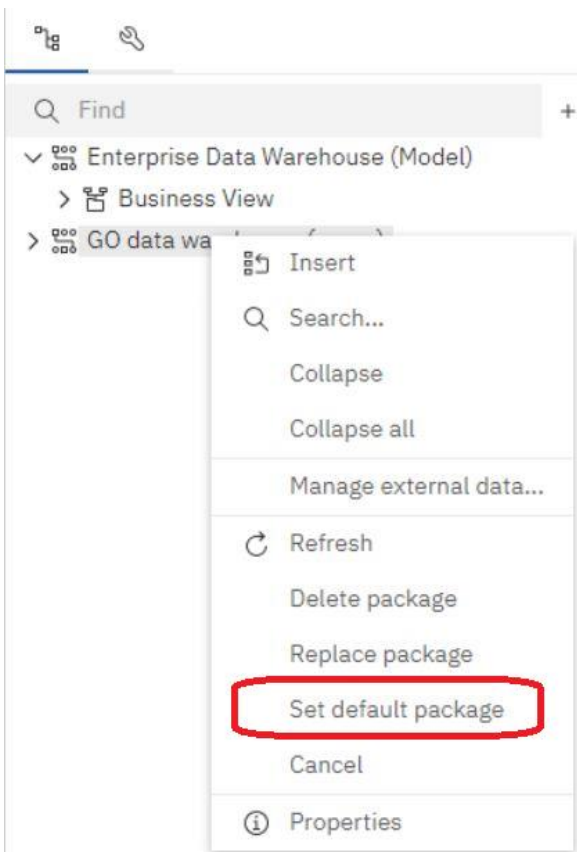 Find
Enterprise Data Warehouse (Model)
Business View
GO data wa
Insert
Search...
Collapse
Collapse all
Manage external data...
Refresh
Delete package
Replace package
Set default package
Cancel
Properties